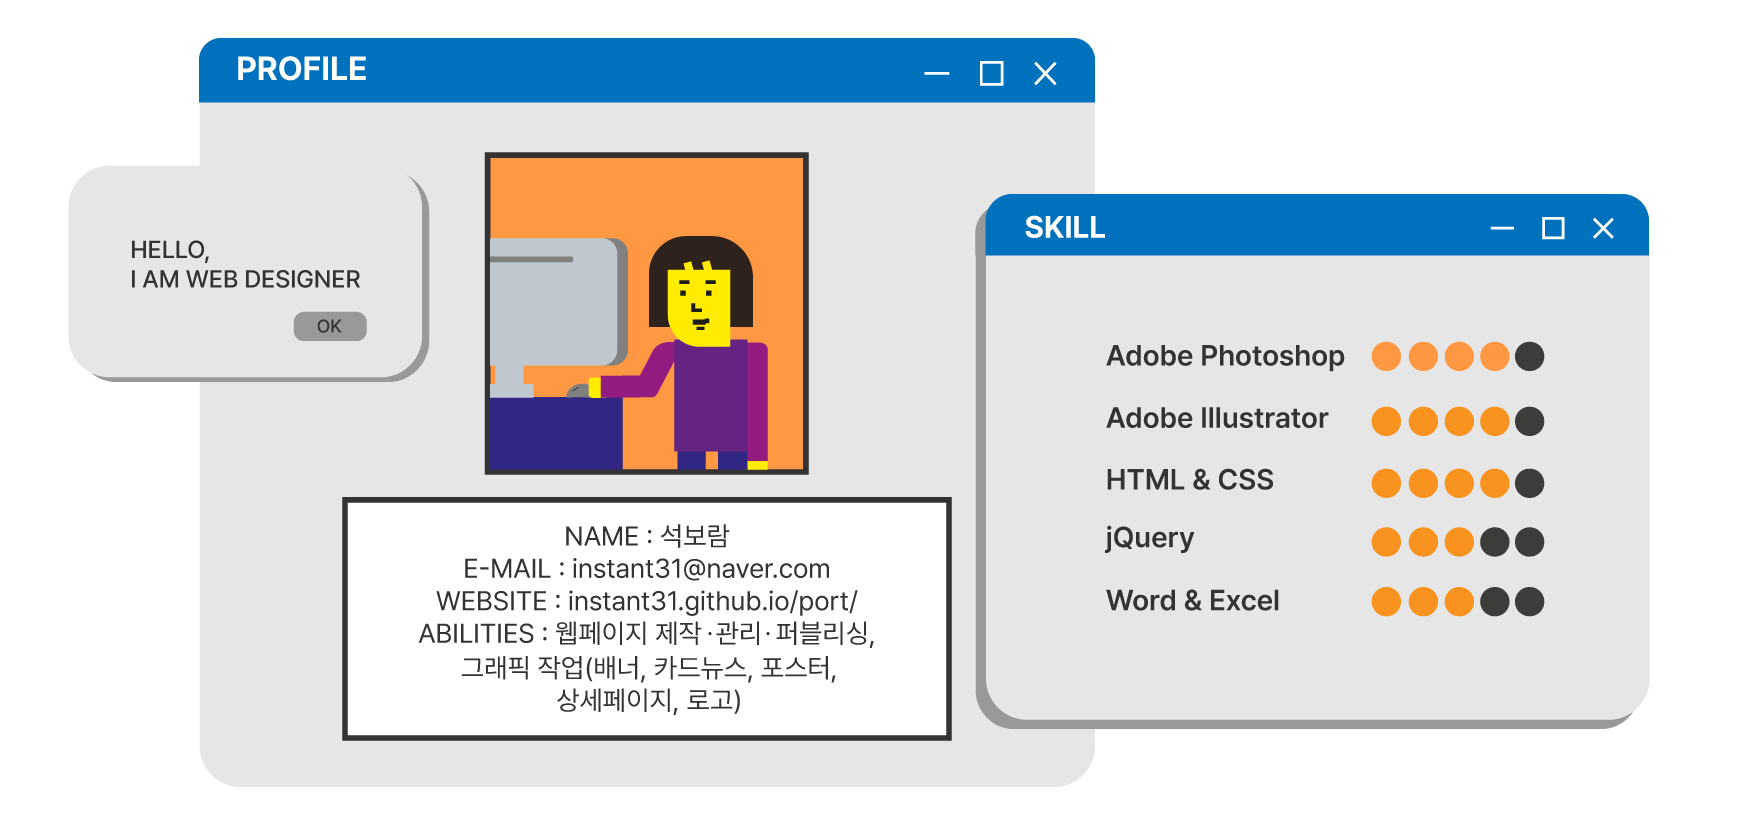 PROFILE
HELLO,
I AM WEB DESIGNER
OK
NAME : 석보람
E-MAIL : instant31@naver.com
WEBSITE : instant31.github.io/port/
ABILITIES : 웹페이지 제작·관리·퍼블리싱,
그래픽 작업(배너, 카드뉴스, 포스터,
상세페이지, 로고)
SKILL
Adobe Photoshop
Adobe Illustrator
HTML & CSS
jQuery
Word & Excel